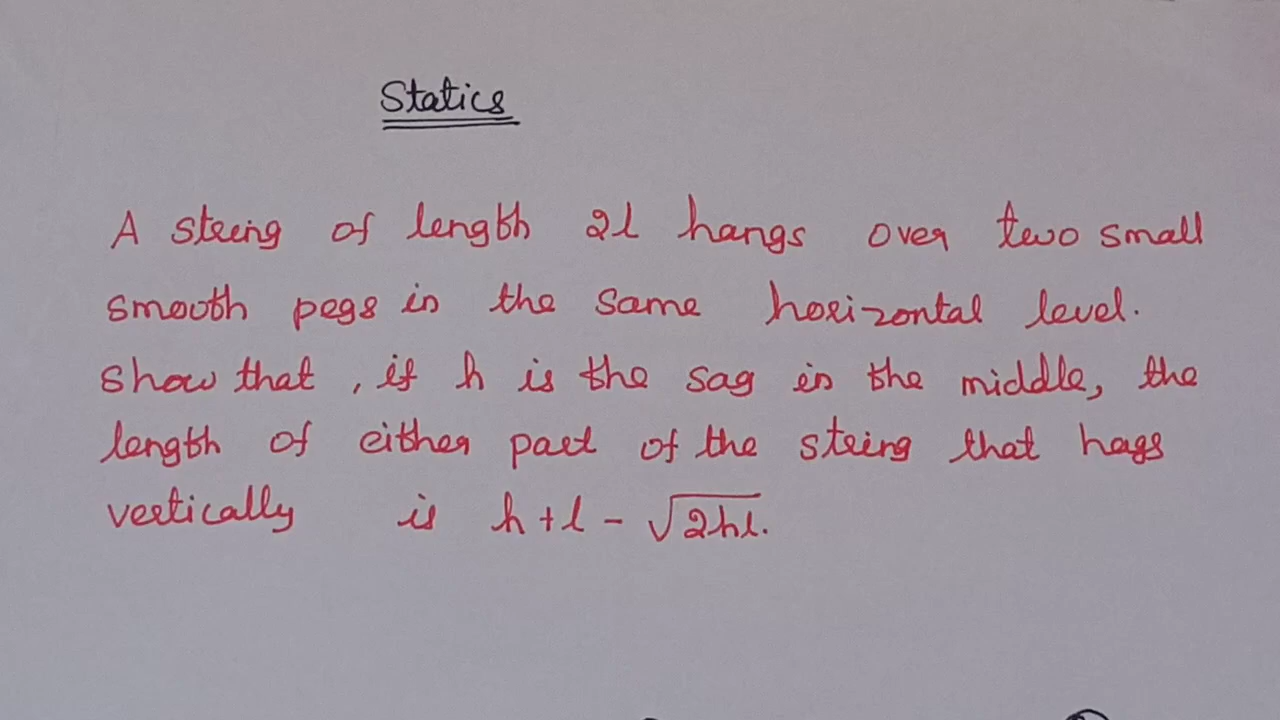 Statics
A string of length 2l hangs over two small
smooth pegs in the same horizontal level.
Show that , if h is the sag in the middle, the
length of either part of the string that hags
vertically is h + l - √2hl.